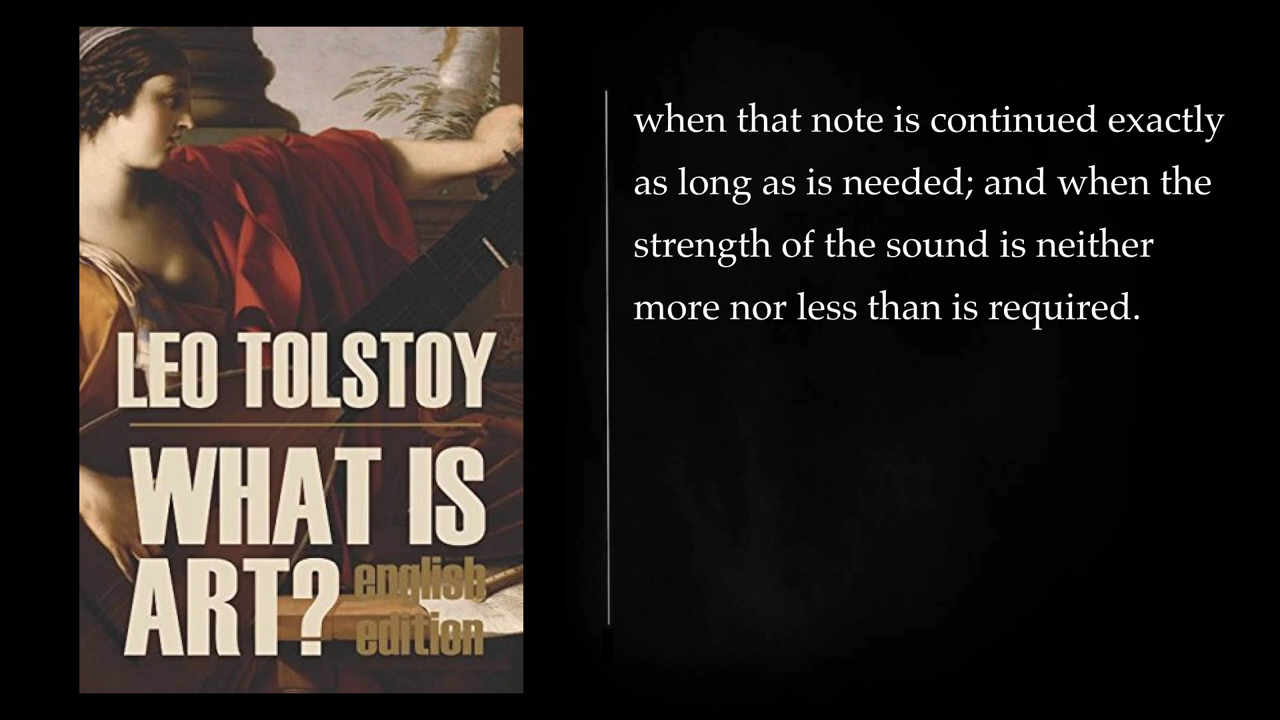 LEO TOLSTOY
WHAT IS
ART?
english
edition
when that note is continued exactly
as long as is needed; and when the
strength of the sound is neither
more nor less than is required.